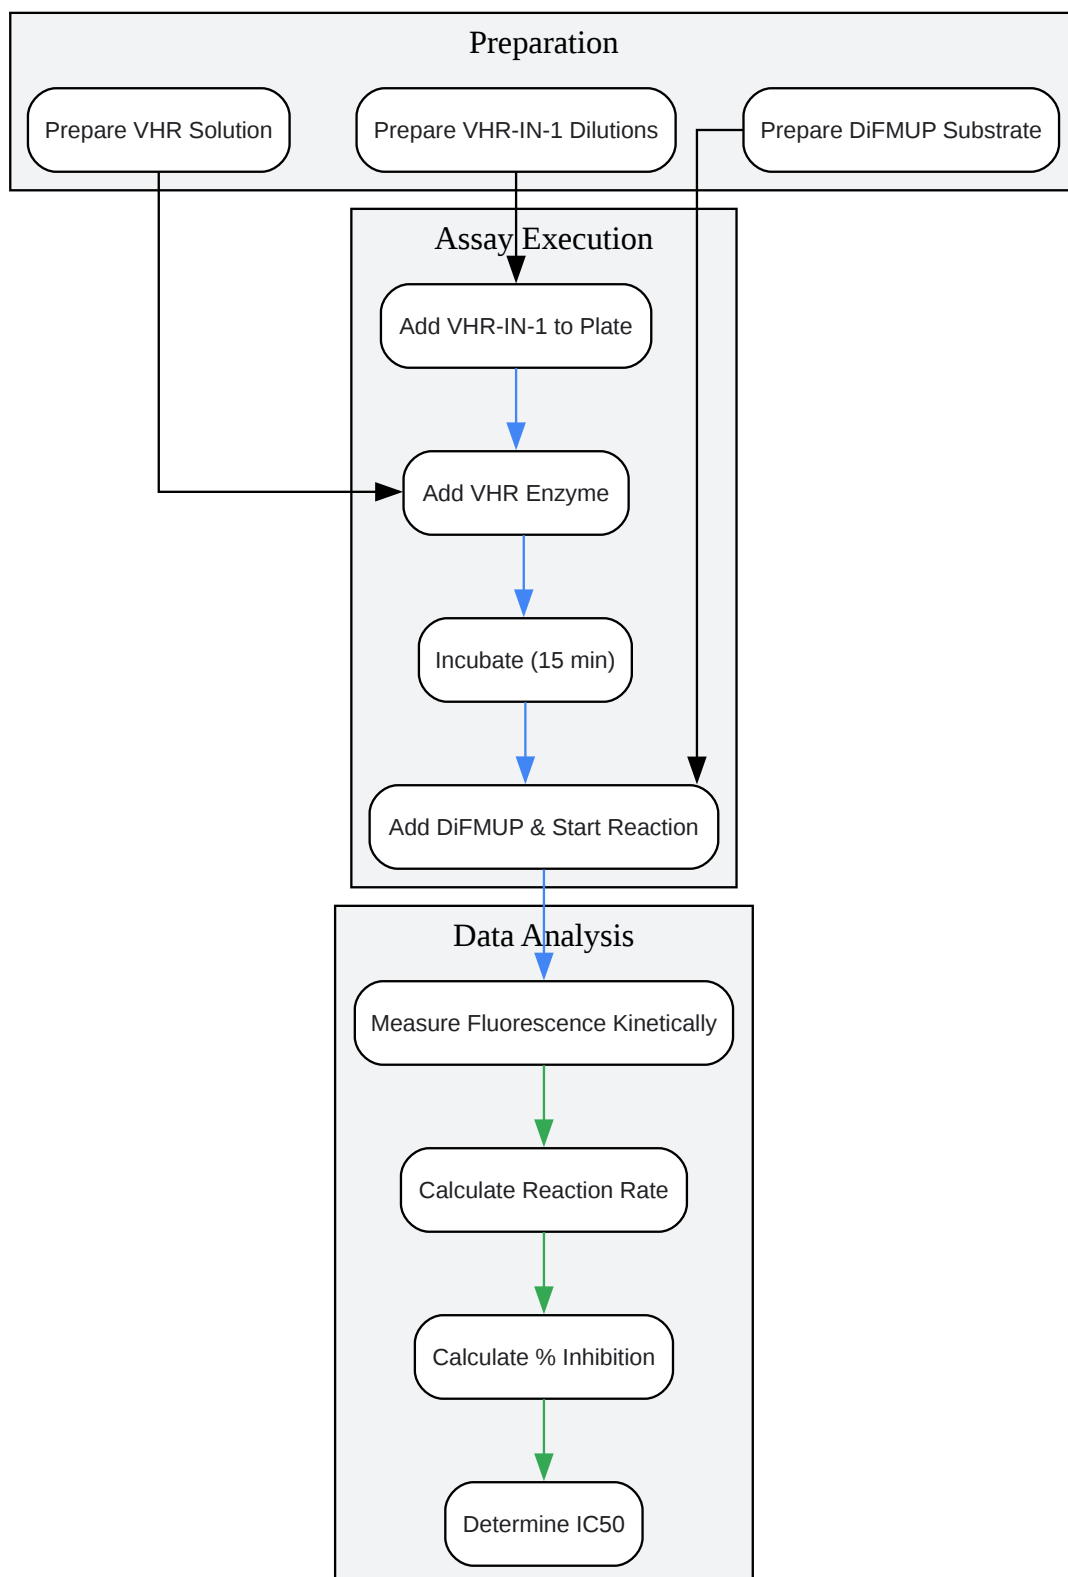 Preparation
Prepare VHR Solution
Prepare VHR-IN-1 Dilutions
Prepare DiFMUP Substrate
Assay Execution
Add VHR-IN-1 to Plate
Add VHR Enzyme
Incubate (15 min)
Add DiFMUP & Start Reaction
Data Analysis
Measure Fluorescence Kinetically
Calculate Reaction Rate
Calculate % Inhibition
Determine IC50